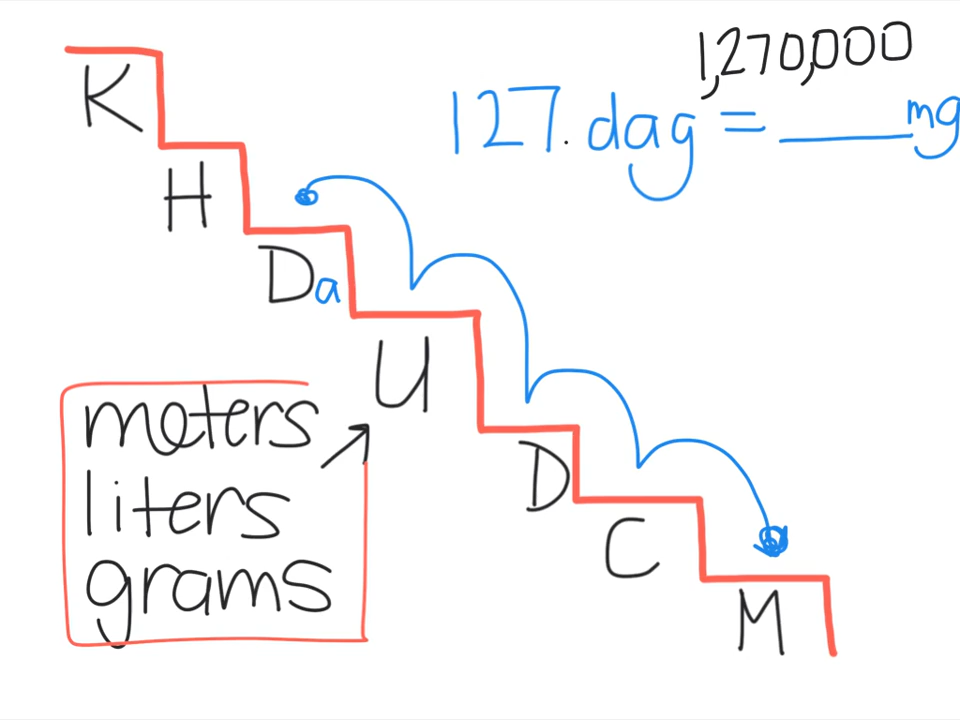 1,270,000
127. dag = ____ mg
K
H
Da
U
D
C
M
meters
liters
grams